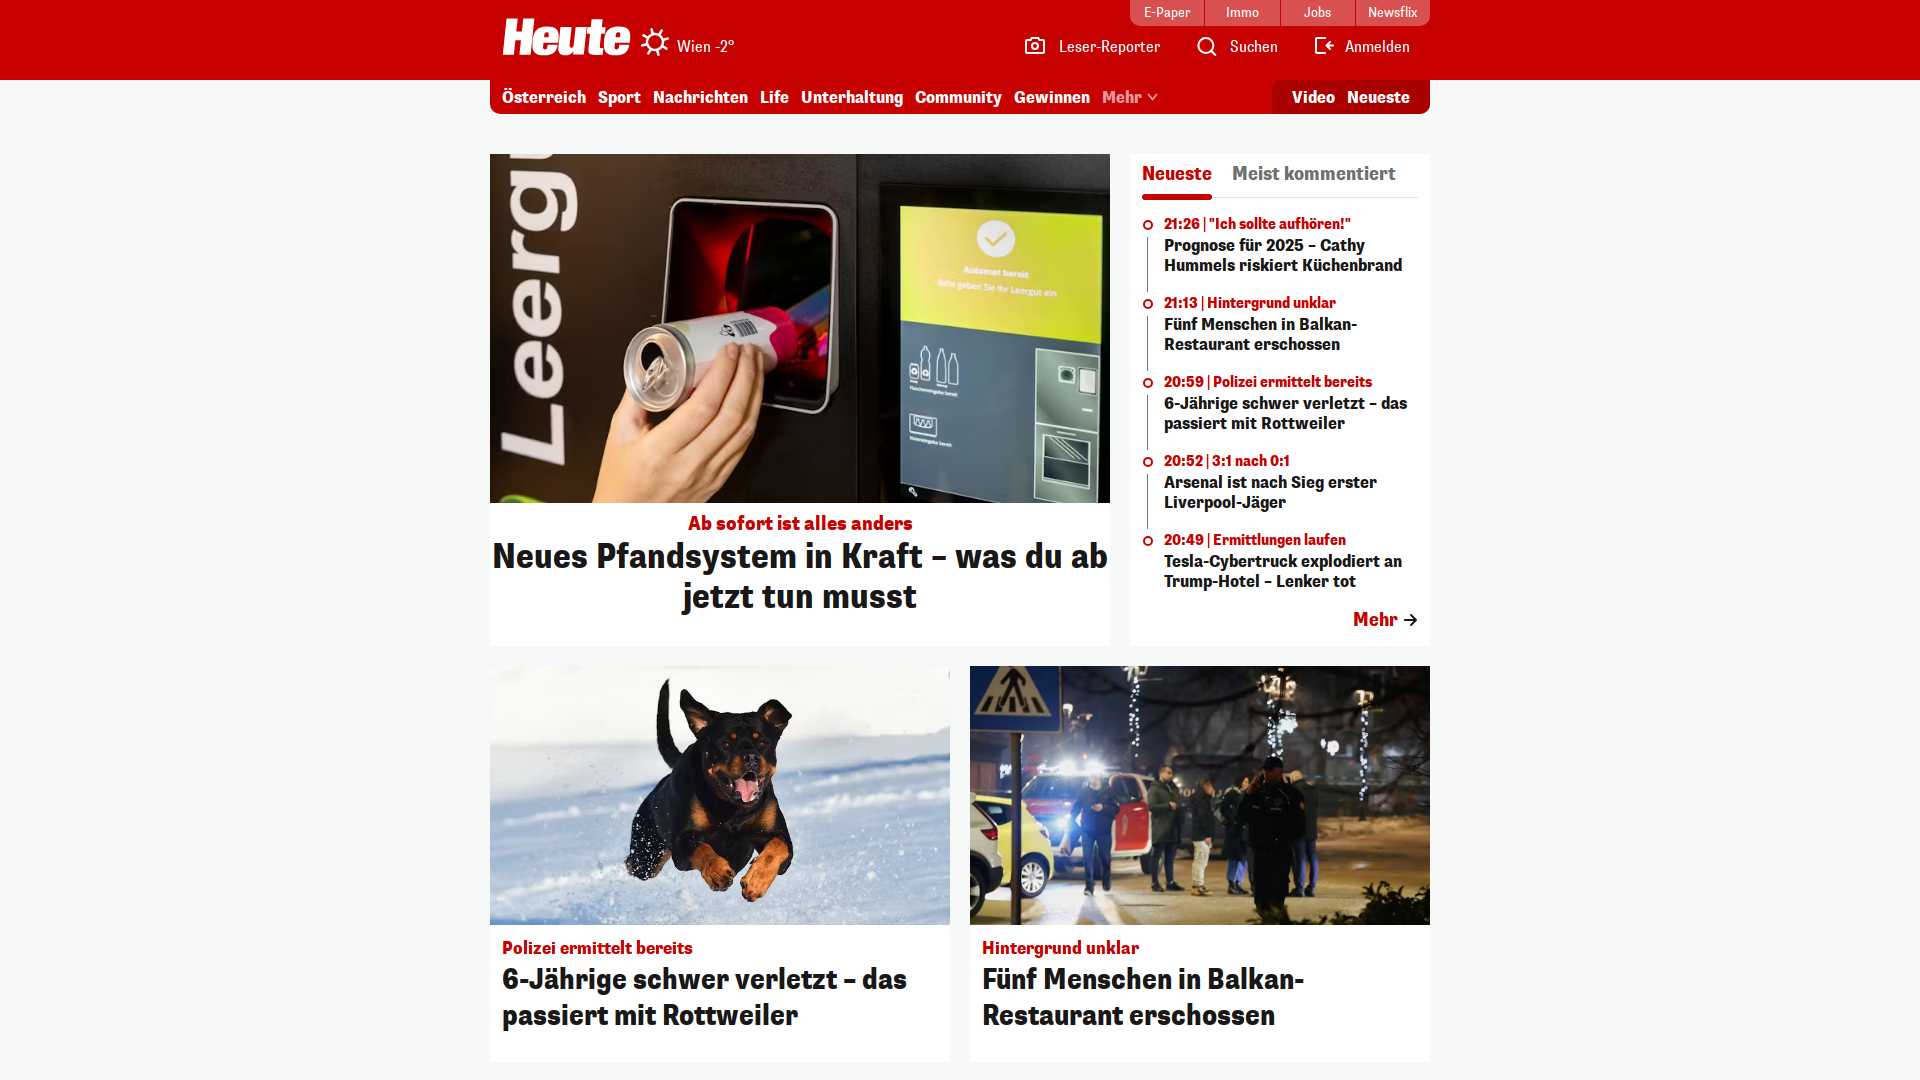 E-Paper
Immo
Jobs
Newsflix
Heute
Wien -2°
Leser-Reporter
Suchen
Anmelden
Österreich
Sport
Nachrichten
Life
Unterhaltung
Community
Gewinnen
Mehr
Video
Neueste
Leergu
Automat bereit
Bitte geben Sie Ihr Leergut ein
Ab sofort ist alles anders
Neues Pfandsystem in Kraft – was du ab
jetzt tun musst
Neueste
Meist kommentiert
21:26 | "Ich sollte aufhören!"
Prognose für 2025 – Cathy
Hummels riskiert Küchenbrand
21:13 | Hintergrund unklar
Fünf Menschen in Balkan-
Restaurant erschossen
20:59 | Polizei ermittelt bereits
6-Jährige schwer verletzt – das
passiert mit Rottweiler
20:52 | 3:1 nach 0:1
Arsenal ist nach Sieg erster
Liverpool-Jäger
20:49 | Ermittlungen laufen
Tesla-Cybertruck explodiert an
Trump-Hotel – Lenker tot
Mehr
Polizei ermittelt bereits
6-Jährige schwer verletzt – das
passiert mit Rottweiler
Hintergrund unklar
Fünf Menschen in Balkan-
Restaurant erschossen